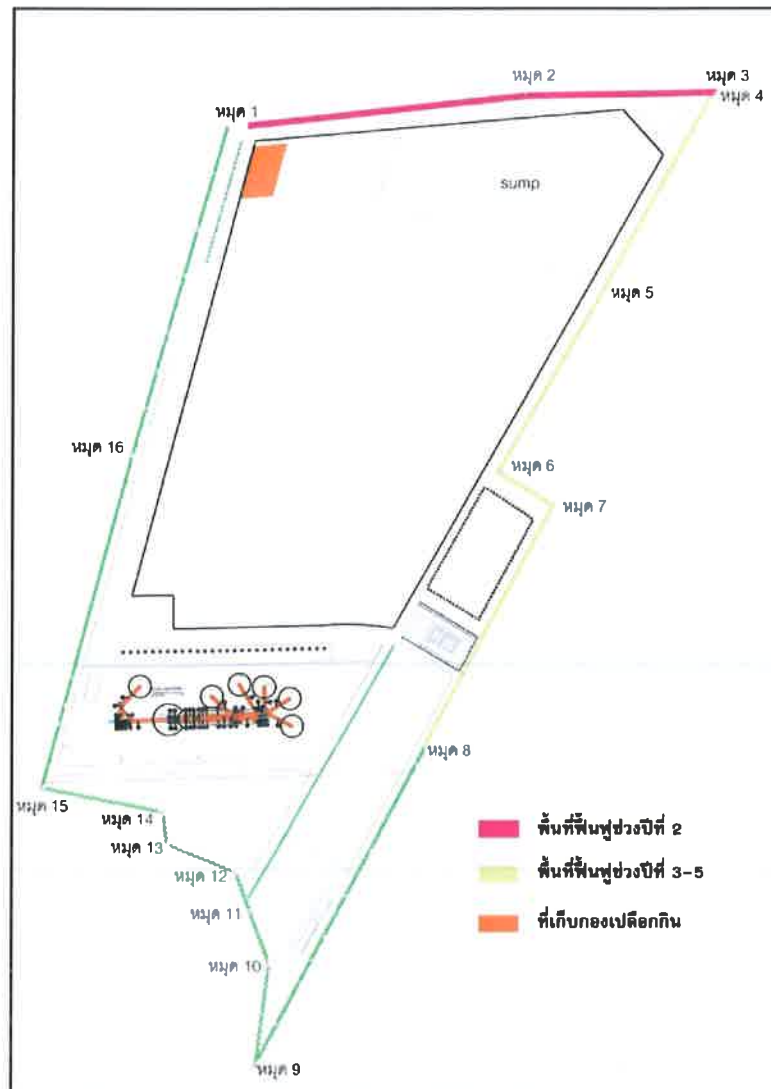 หมุด 2
หมุด 3
หมุด 4
หมุด 1
sump
หมุด 5
หมุด 16
หมุด 6
หมุด 7
หมุด 8
หมุด 15
หมุด 14
หมุด 13
หมุด 12
หมุด 11
หมุด 10
หมุด 9
พื้นที่ฟื้นฟูช่วงปีที่ 2
พื้นที่ฟื้นฟูช่วงปีที่ 3-5
ที่เก็บกองเปลือกดิน